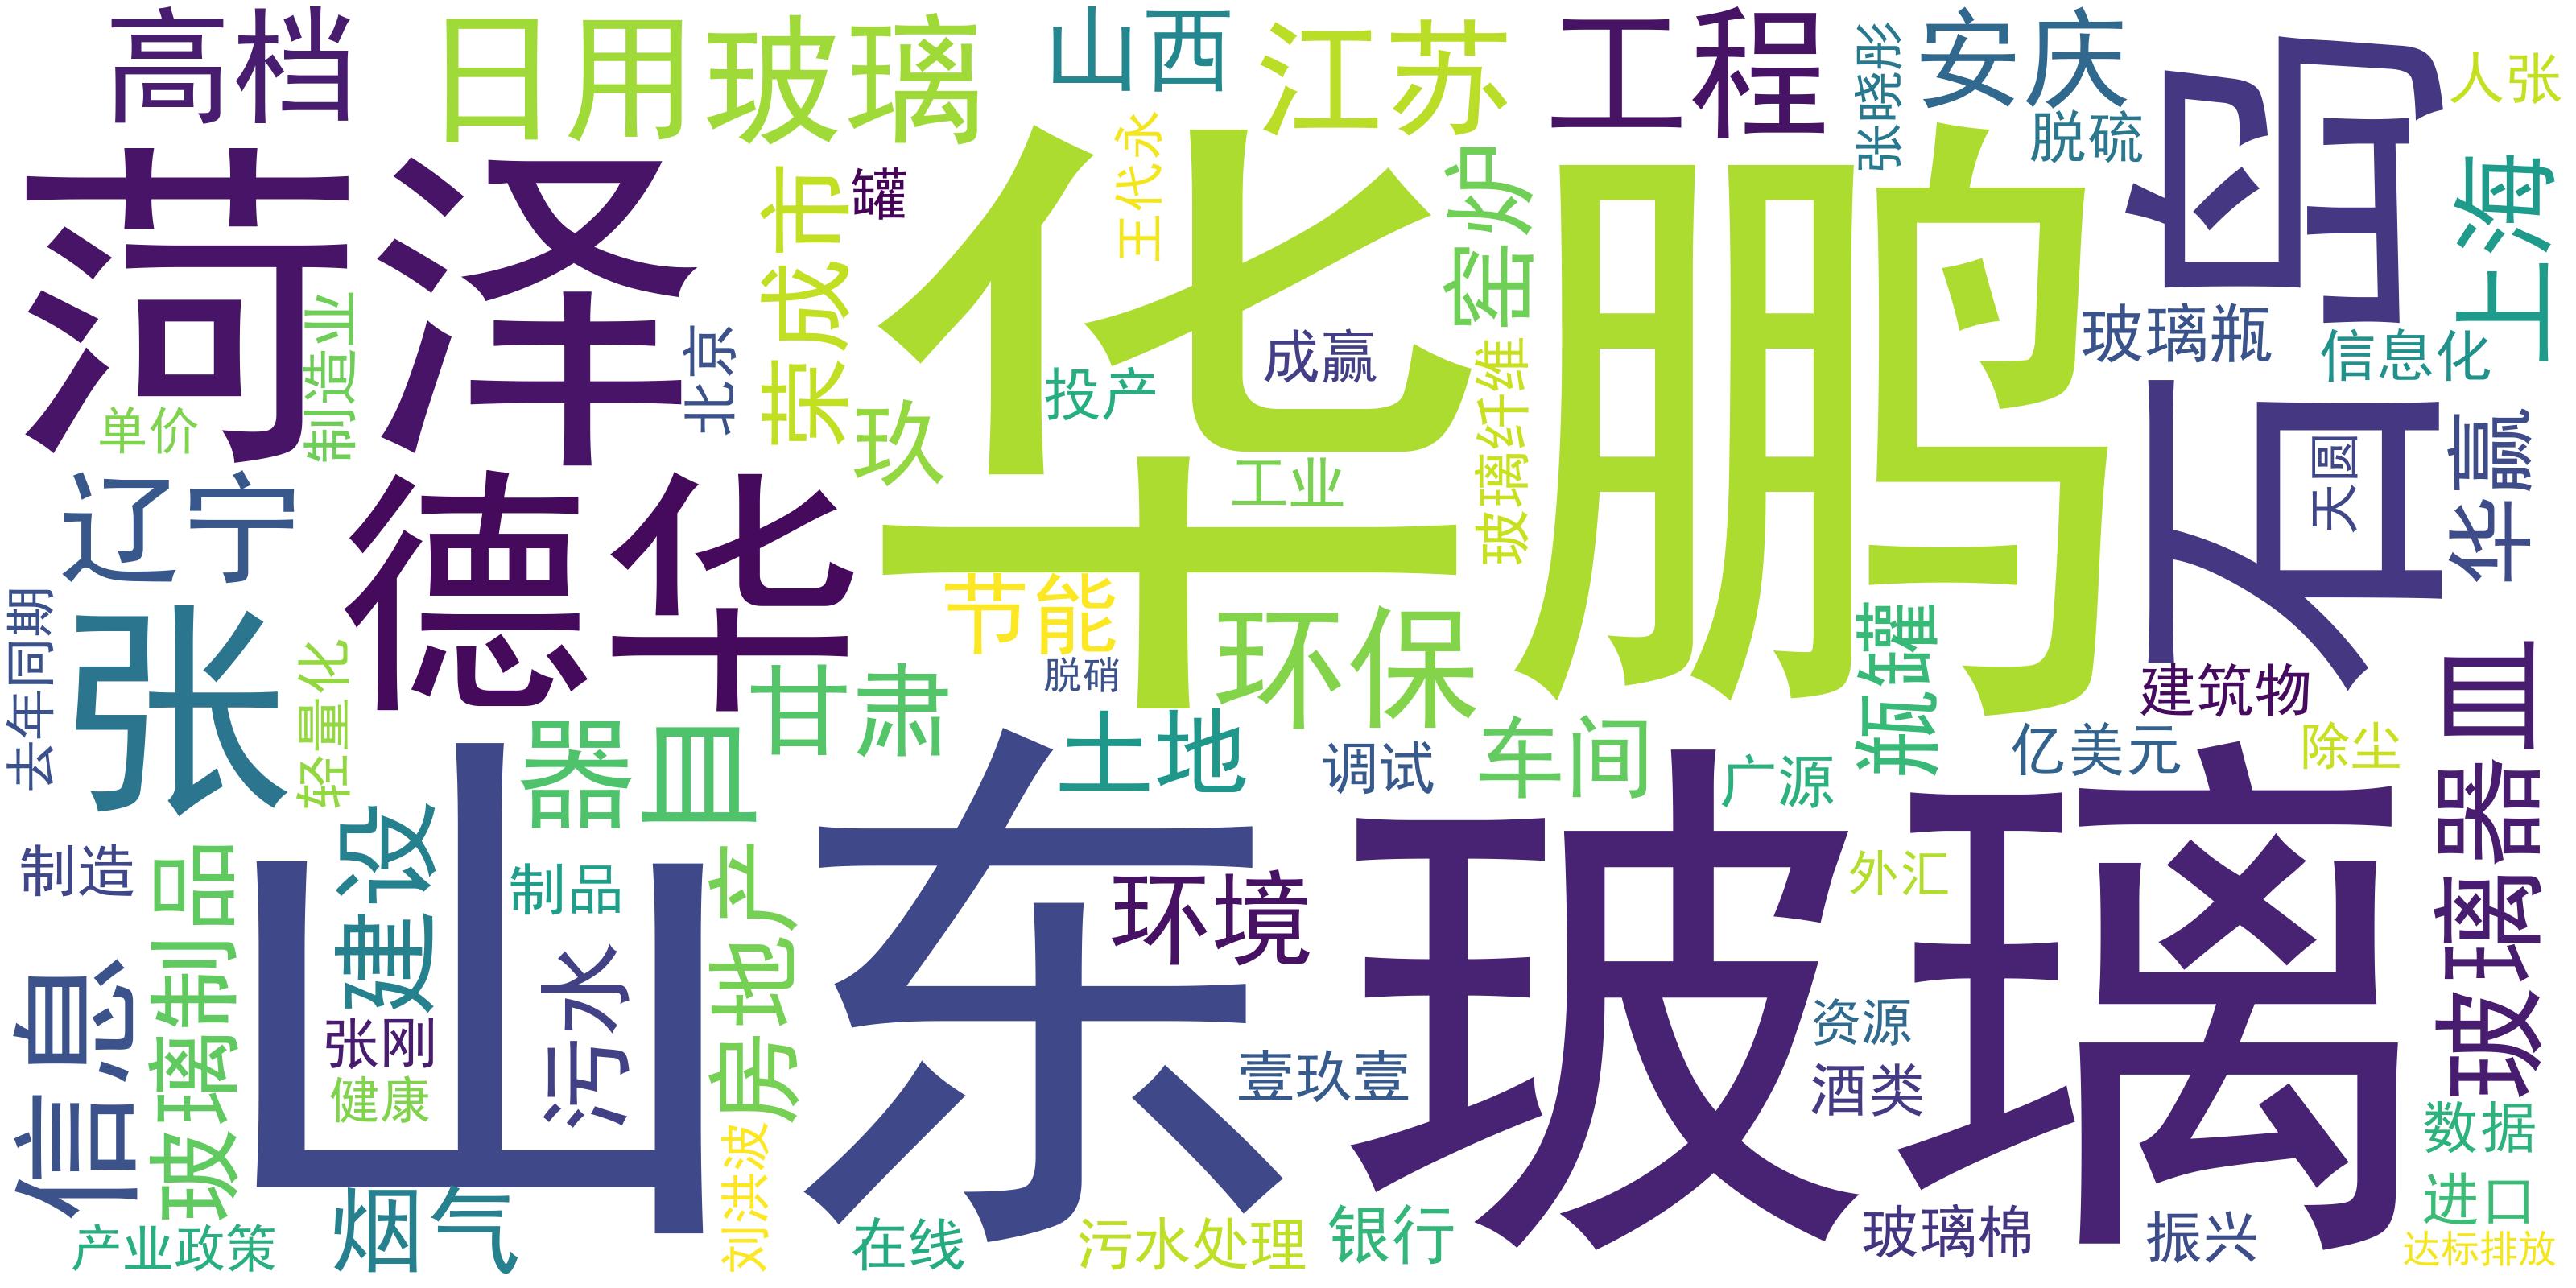 高档
日用玻璃
山西
江苏
工程
张晓彤
安庆
脱硫
石岛
人张
上海
菏泽
荣成市
罐
王代永
华鹏
窑炉
玻璃瓶
信息化
制造业
单价
北京
玖
投产
成赢
工业
玻璃纤维
天圆
华赢
辽宁
德华
节能
脱硝
环保
瓶罐
建筑物
去年同期
张
轻量化
器皿
甘肃
土地
调试
车间
广源
亿美元
除尘
玻璃器皿
制造
玻璃制品
建设
制品
房地产
山东
环境
玻璃
外汇
信息
张刚
健康
污水
壹玖壹
资源
酒类
数据
进口
产业政策
烟气
刘洪波
在线
污水处理
银行
玻璃棉
振兴
达标排放